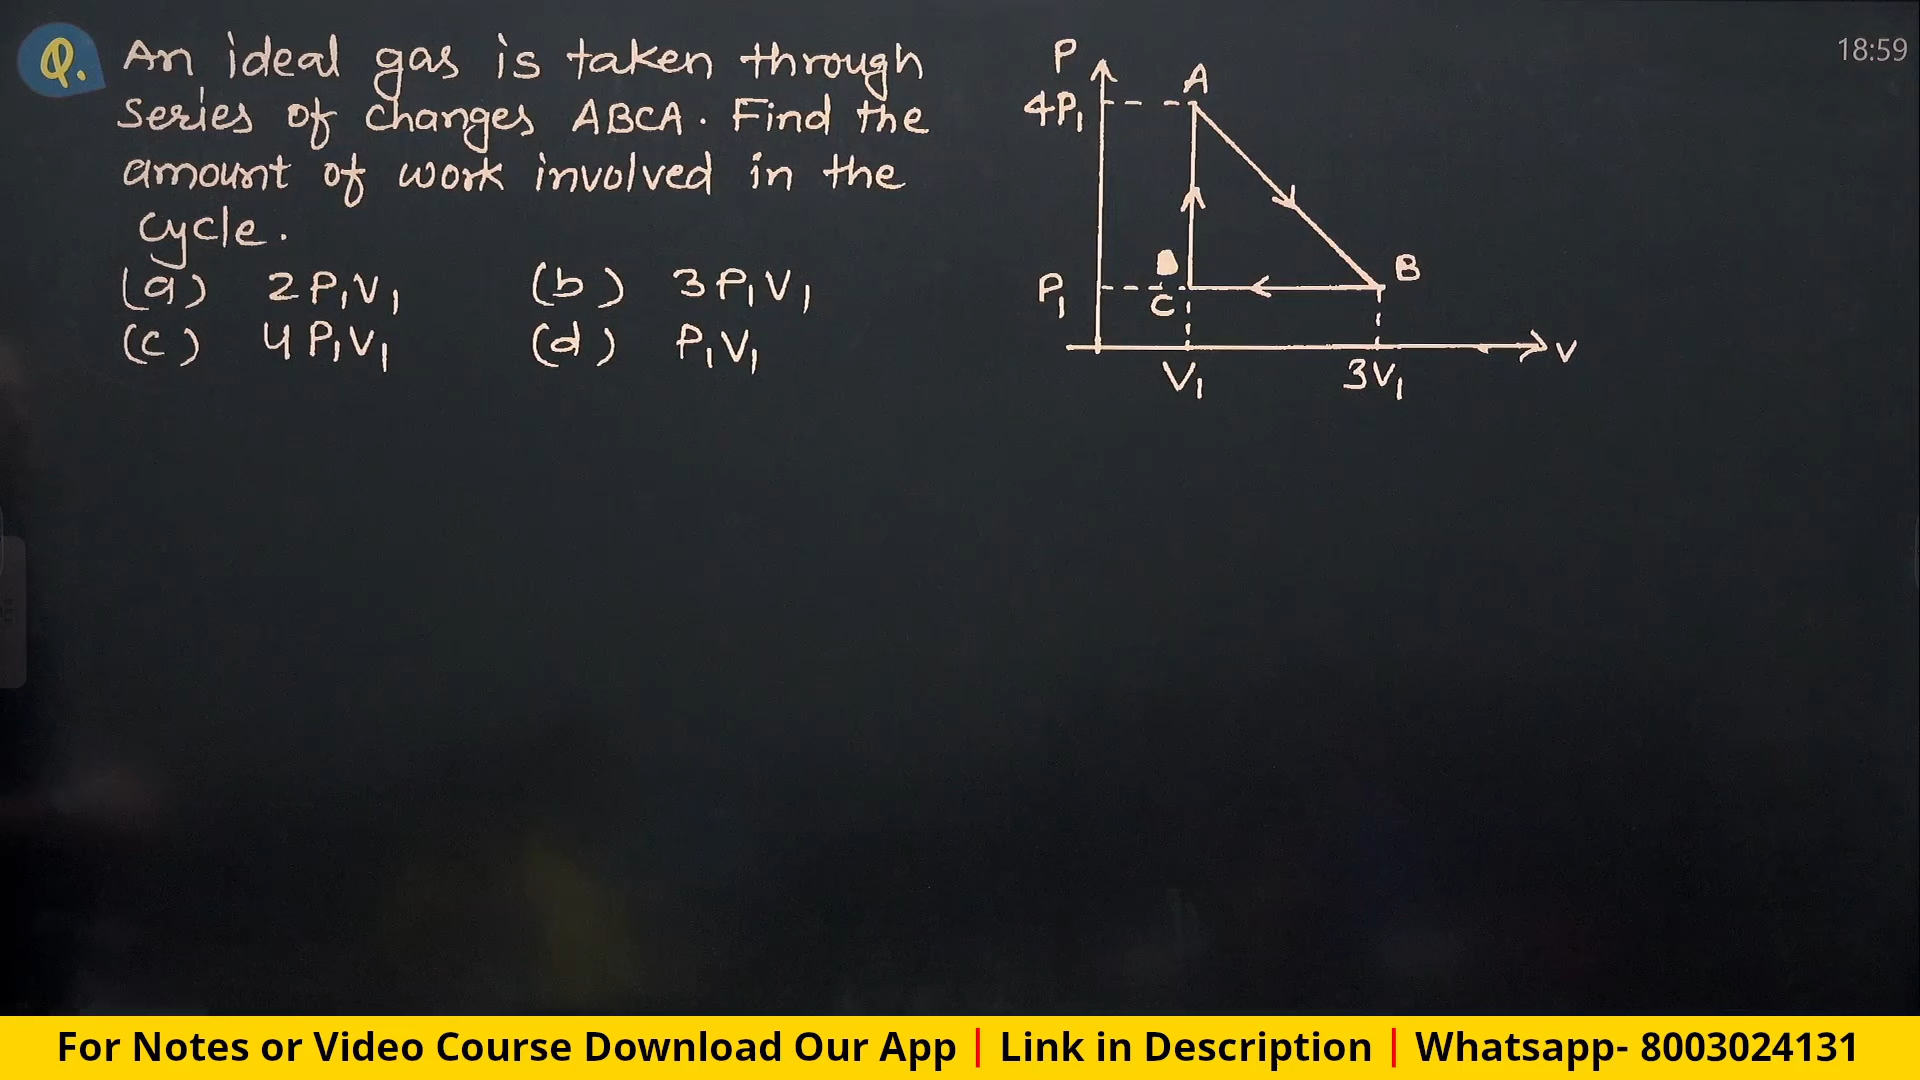 Q. An ideal gas is taken through
series of changes ABCA. Find the
amount of work involved in the
cycle.
(a) 2P₁V₁ (b) 3P₁V₁
(c) 4P₁V₁ (d) P₁V₁
P
4P₁
A
B
P₁
C
V
V₁
3V₁
18:59
For Notes or Video Course Download Our App | Link in Description | Whatsapp- 8003024131